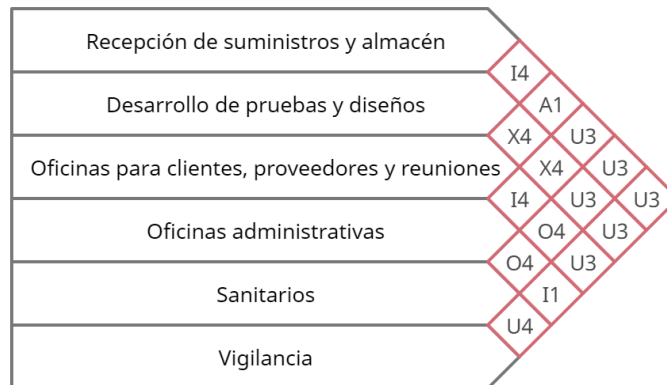 Recepción de suministros y almacén
I4
Desarrollo de pruebas y diseños
A1
X4
U3
Oficinas para clientes, proveedores y reuniones
X4
U3
I4
U3
U3
Oficinas administrativas
O4
U3
O4
U3
Sanitarios
I1
U4
Vigilancia